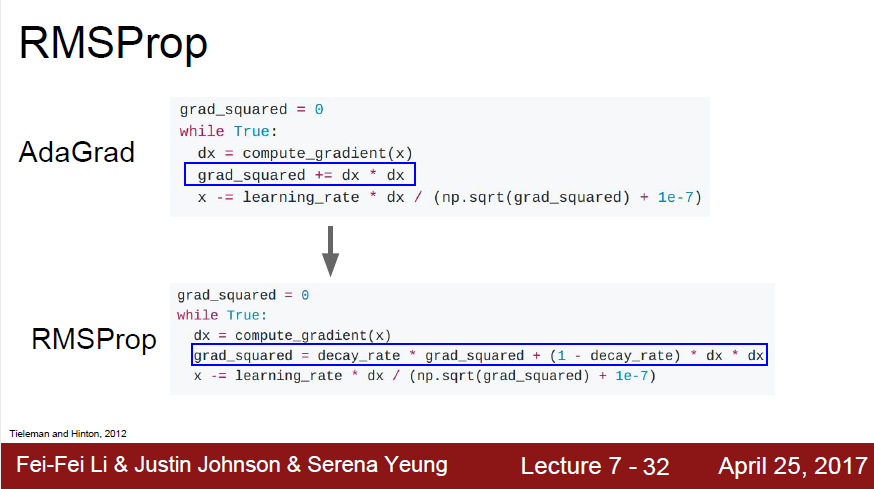 RMSProp
AdaGrad
grad_squared = 0
while True:
dx = compute_gradient(x)
grad_squared += dx * dx
x -= learning_rate * dx / (np.sqrt(grad_squared) + 1e-7)
RMSProp
grad_squared = 0
while True:
dx = compute_gradient(x)
grad_squared = decay_rate * grad_squared + (1 - decay_rate) * dx * dx
x -= learning_rate * dx / (np.sqrt(grad_squared) + 1e-7)
Tieleman and Hinton, 2012
Fei-Fei Li & Justin Johnson & Serena Yeung Lecture 7 - 32 April 25, 2017